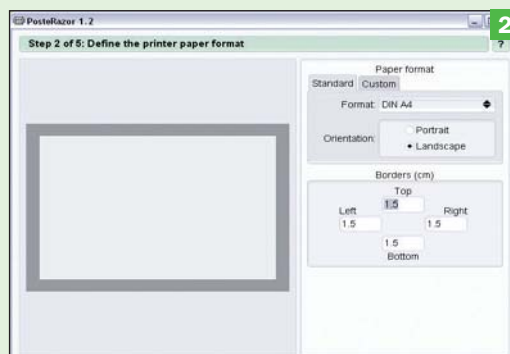 PosteRazor 1.2
2
Step 2 of 5: Define the printer paper format
?
Paper format
Standard Custom
Format: DIN A4
Orientation:
Portrait
Landscape
Borders (cm)
Top
1.5
Left Right
1.5 1.5
1.5
Bottom